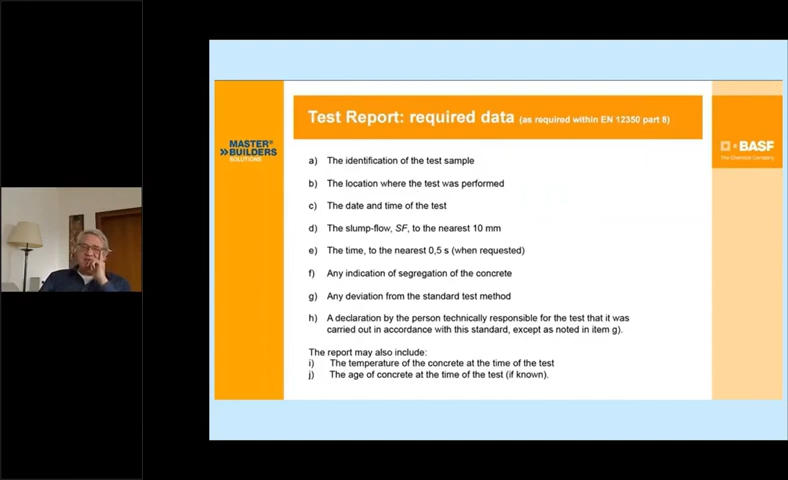 Test Report: required data (as required within EN 12350 part 8)
MASTER®
»BUILDERS
SOLUTIONS
BASF
The Chemical Company
a) The identification of the test sample
b) The location where the test was performed
c) The date and time of the test
d) The slump-flow, SF, to the nearest 10 mm
e) The time, to the nearest 0,5 s (when requested)
f) Any indication of segregation of the concrete
g) Any deviation from the standard test method
h) A declaration by the person technically responsible for the test that it was
carried out in accordance with this standard, except as noted in item g).
The report may also include:
i) The temperature of the concrete at the time of the test
j) The age of concrete at the time of the test (if known).